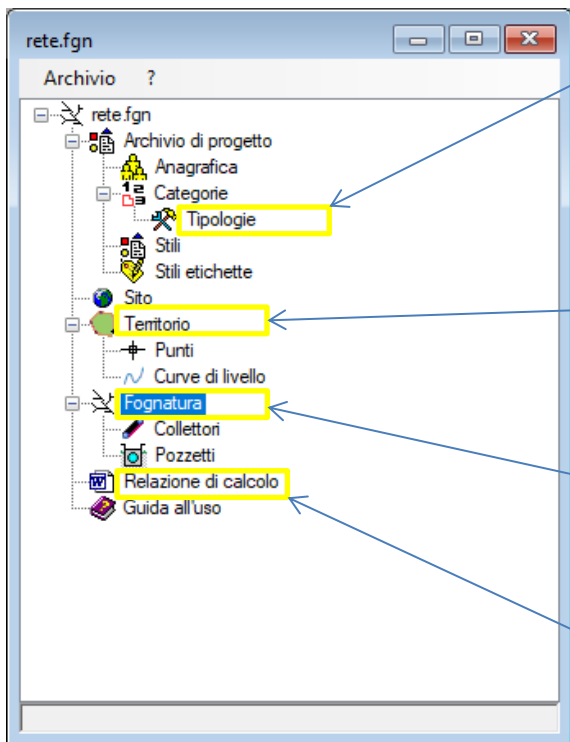 rete.fgn
Archivio ?
rete.fgn
Archivio di progetto
Anagrafica
Categorie
Tipologie
Stili
Stili etichette
Sito
Territorio
Punti
Curve di livello
Fognatura
Collettori
Pozzetti
Relazione di calcolo
Guida all'uso